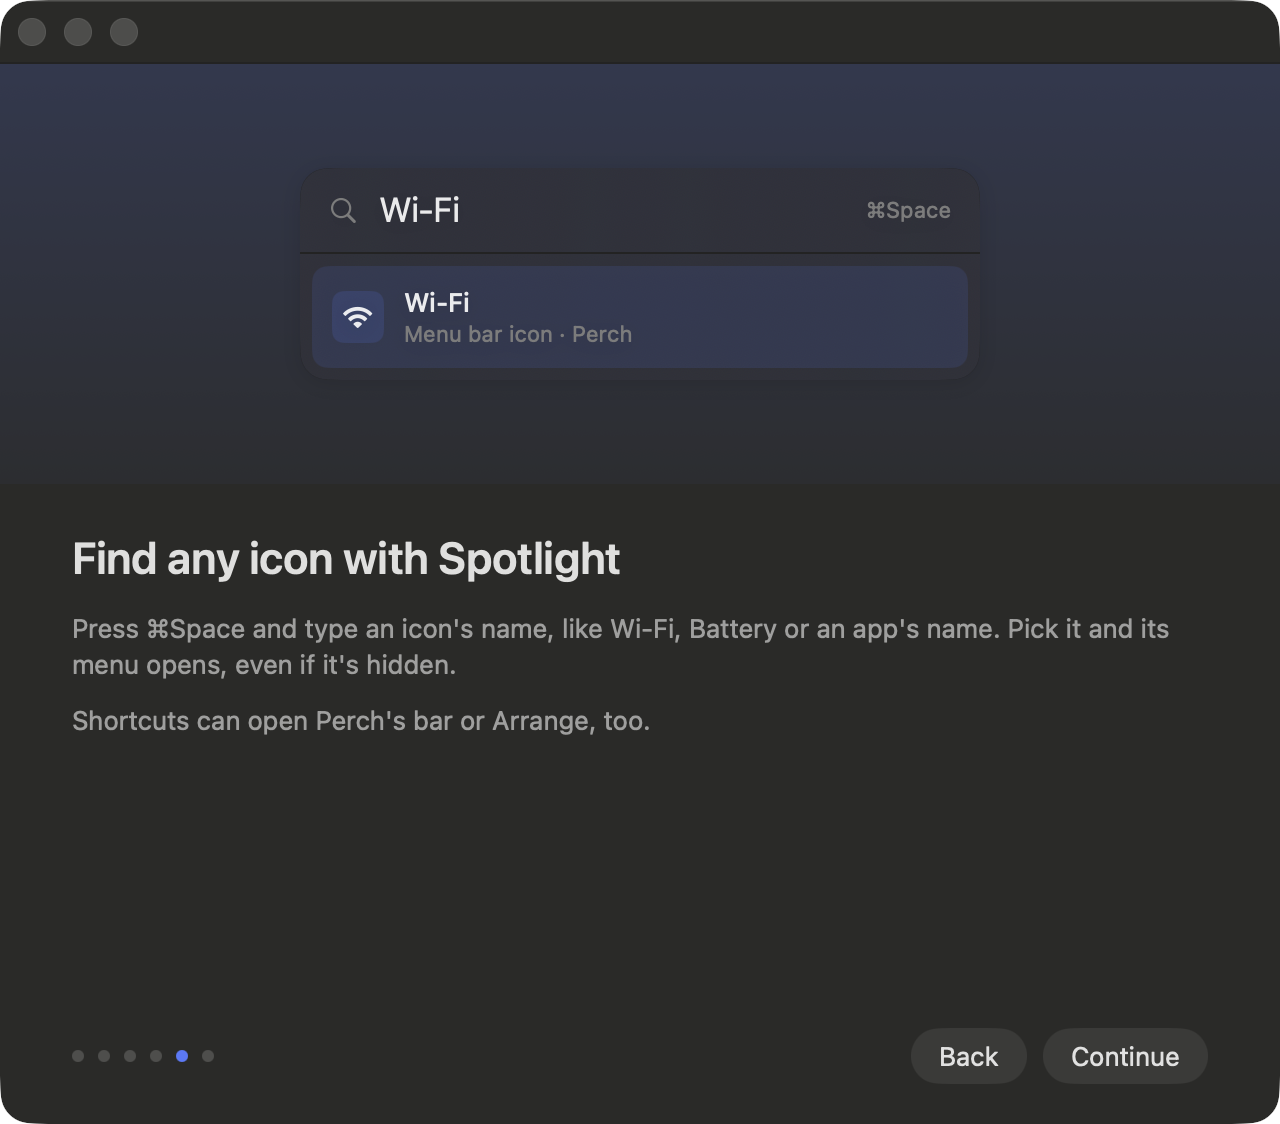 Wi-Fi
⌘Space
Wi-Fi
Menu bar icon · Perch
Find any icon with Spotlight
Press ⌘Space and type an icon's name, like Wi-Fi, Battery or an app's name. Pick it and its
menu opens, even if it's hidden.
Shortcuts can open Perch's bar or Arrange, too.
Back
Continue